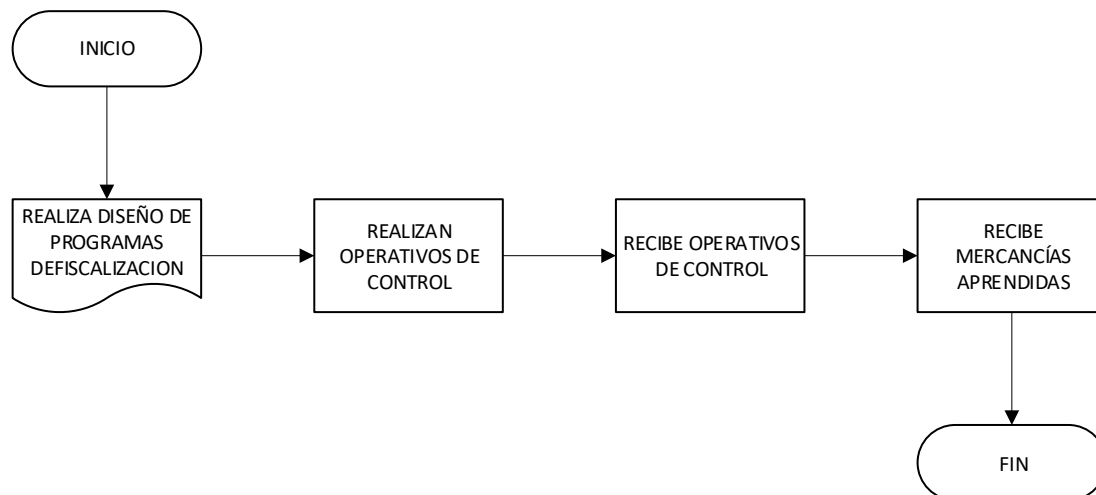 INICIO
REALIZA DISEÑO DE
PROGRAMAS
DEFISCALIZACION
REALIZAN
OPERATIVOS DE
CONTROL
RECIBE OPERATIVOS
DE CONTROL
RECIBE
MERCANCÍAS
APRENDIDAS
FIN